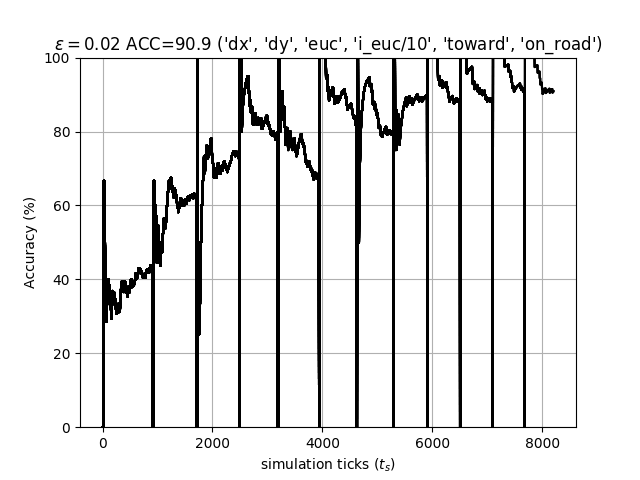 ε = 0.02 ACC=90.9 ('dx', 'dy', 'euc', 'i_euc/10', 'toward', 'on_road')
100
80
60
40
20
0
Accuracy (%)
0 2000 4000 6000 8000
simulation ticks (tₛ)